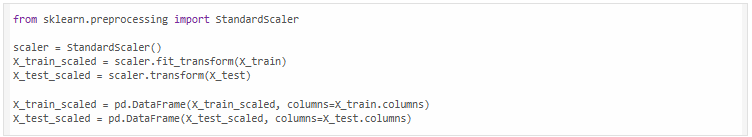 from sklearn.preprocessing import StandardScaler
scaler = StandardScaler()
X_train_scaled = scaler.fit_transform(X_train)
X_test_scaled = scaler.transform(X_test)
X_train_scaled = pd.DataFrame(X_train_scaled, columns=X_train.columns)
X_test_scaled = pd.DataFrame(X_test_scaled, columns=X_test.columns)